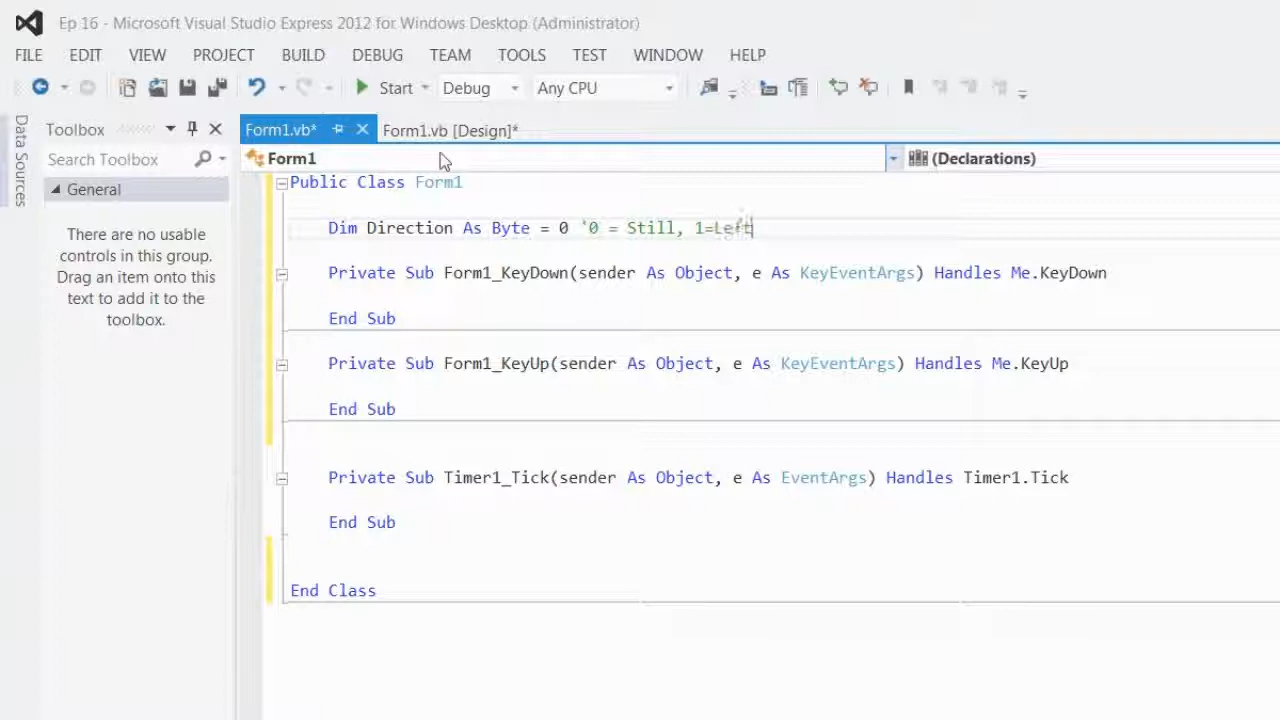 Ep 16 - Microsoft Visual Studio Express 2012 for Windows Desktop (Administrator)
FILE EDIT VIEW PROJECT BUILD DEBUG TEAM TOOLS TEST WINDOW HELP
Start Debug Any CPU
Data Sources
Toolbox
Search Toolbox
General
There are no usable
controls in this group.
Drag an item onto this
text to add it to the
toolbox.
Form1.vb* Form1.vb [Design]*
Form1 (Declarations)
Public Class Form1
Dim Direction As Byte = 0 '0 = Still, 1=Left
Private Sub Form1_KeyDown(sender As Object, e As KeyEventArgs) Handles Me.KeyDown
End Sub
Private Sub Form1_KeyUp(sender As Object, e As KeyEventArgs) Handles Me.KeyUp
End Sub
Private Sub Timer1_Tick(sender As Object, e As EventArgs) Handles Timer1.Tick
End Sub
End Class